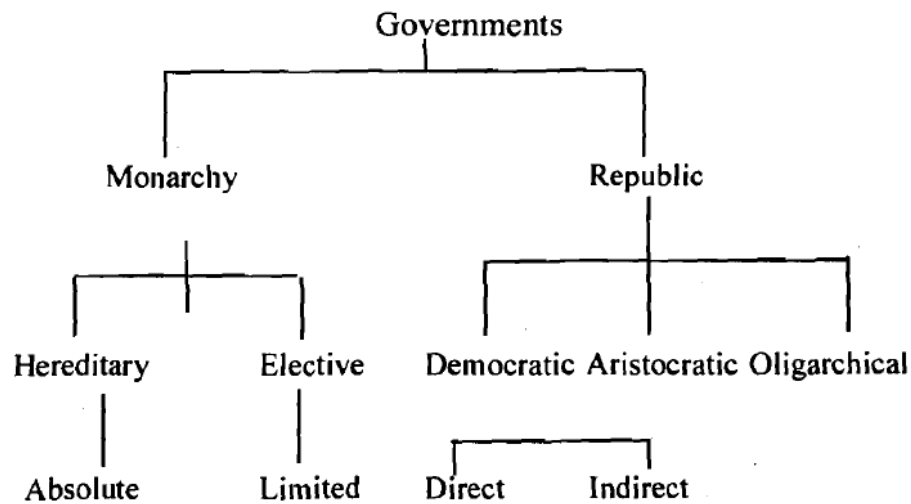 Governments
Monarchy Republic
Hereditary Elective Democratic Aristocratic Oligarchical
Absolute Limited Direct Indirect